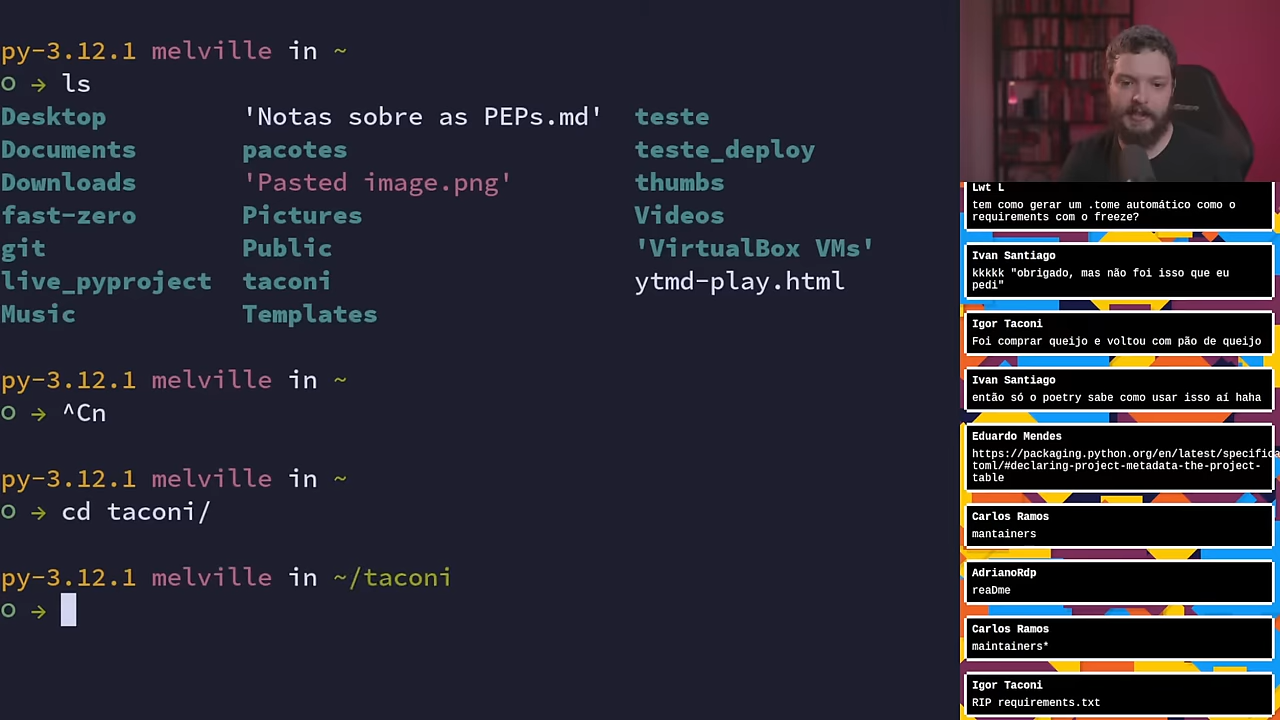 py-3.12.1 melville in ~
○ → ls
Desktop 'Notas sobre as PEPs.md' teste
Documents pacotes teste_deploy
Downloads 'Pasted image.png' thumbs
fast-zero Pictures Videos
git Public 'VirtualBox VMs'
live_pyproject taconi ytmd-play.html
Music Templates
py-3.12.1 melville in ~
○ → ^Cn
py-3.12.1 melville in ~
○ → cd taconi/
py-3.12.1 melville in ~/taconi
○ →
Lwt L
tem como gerar um .tome automático como o
requirements com o freeze?
Ivan Santiago
kkkkk "obrigado, mas não foi isso que eu
pedi"
Igor Taconi
Foi comprar queijo e voltou com pão de queijo
Ivan Santiago
então só o poetry sabe como usar isso aí haha
Eduardo Mendes
https://packaging.python.org/en/latest/specifica
toml/#declaring-project-metadata-the-project-
table
Carlos Ramos
mantainers
AdrianoRdp
reaDme
Carlos Ramos
maintainers*
Igor Taconi
RIP requirements.txt